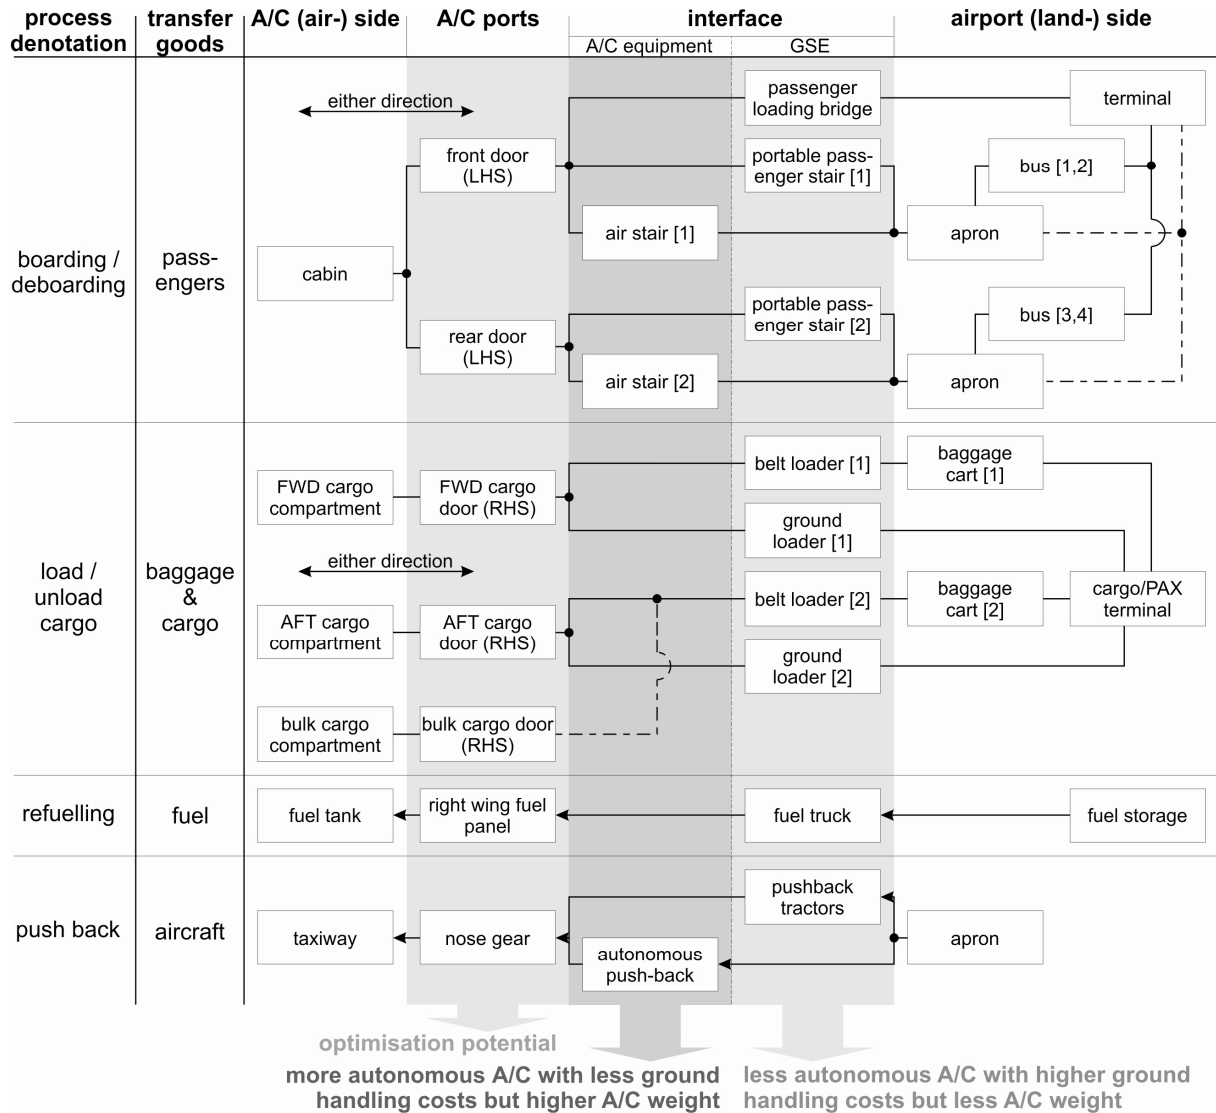 process
denotation
transfer
goods
A/C (air-) side
A/C ports
interface
A/C equipment
GSE
airport (land-) side
boarding /
deboarding
pass-
engers
either direction
cabin
front door
(LHS)
rear door
(LHS)
passenger
loading bridge
portable pass-
enger stair [1]
air stair [1]
portable pass-
enger stair [2]
air stair [2]
terminal
bus [1,2]
apron
bus [3,4]
apron
load /
unload
cargo
baggage
&
cargo
FWD cargo
compartment
FWD cargo
door (RHS)
either direction
AFT cargo
compartment
AFT cargo
door (RHS)
bulk cargo
compartment
bulk cargo door
(RHS)
belt loader [1]
baggage
cart [1]
ground
loader [1]
belt loader [2]
baggage
cart [2]
cargo/PAX
terminal
ground
loader [2]
refuelling
fuel
fuel tank
right wing fuel
panel
fuel truck
fuel storage
push back
aircraft
taxiway
nose gear
pushback
tractors
autonomous
push-back
apron
optimisation potential
more autonomous A/C with less ground
handling costs but higher A/C weight
less autonomous A/C with higher ground
handling costs but less A/C weight